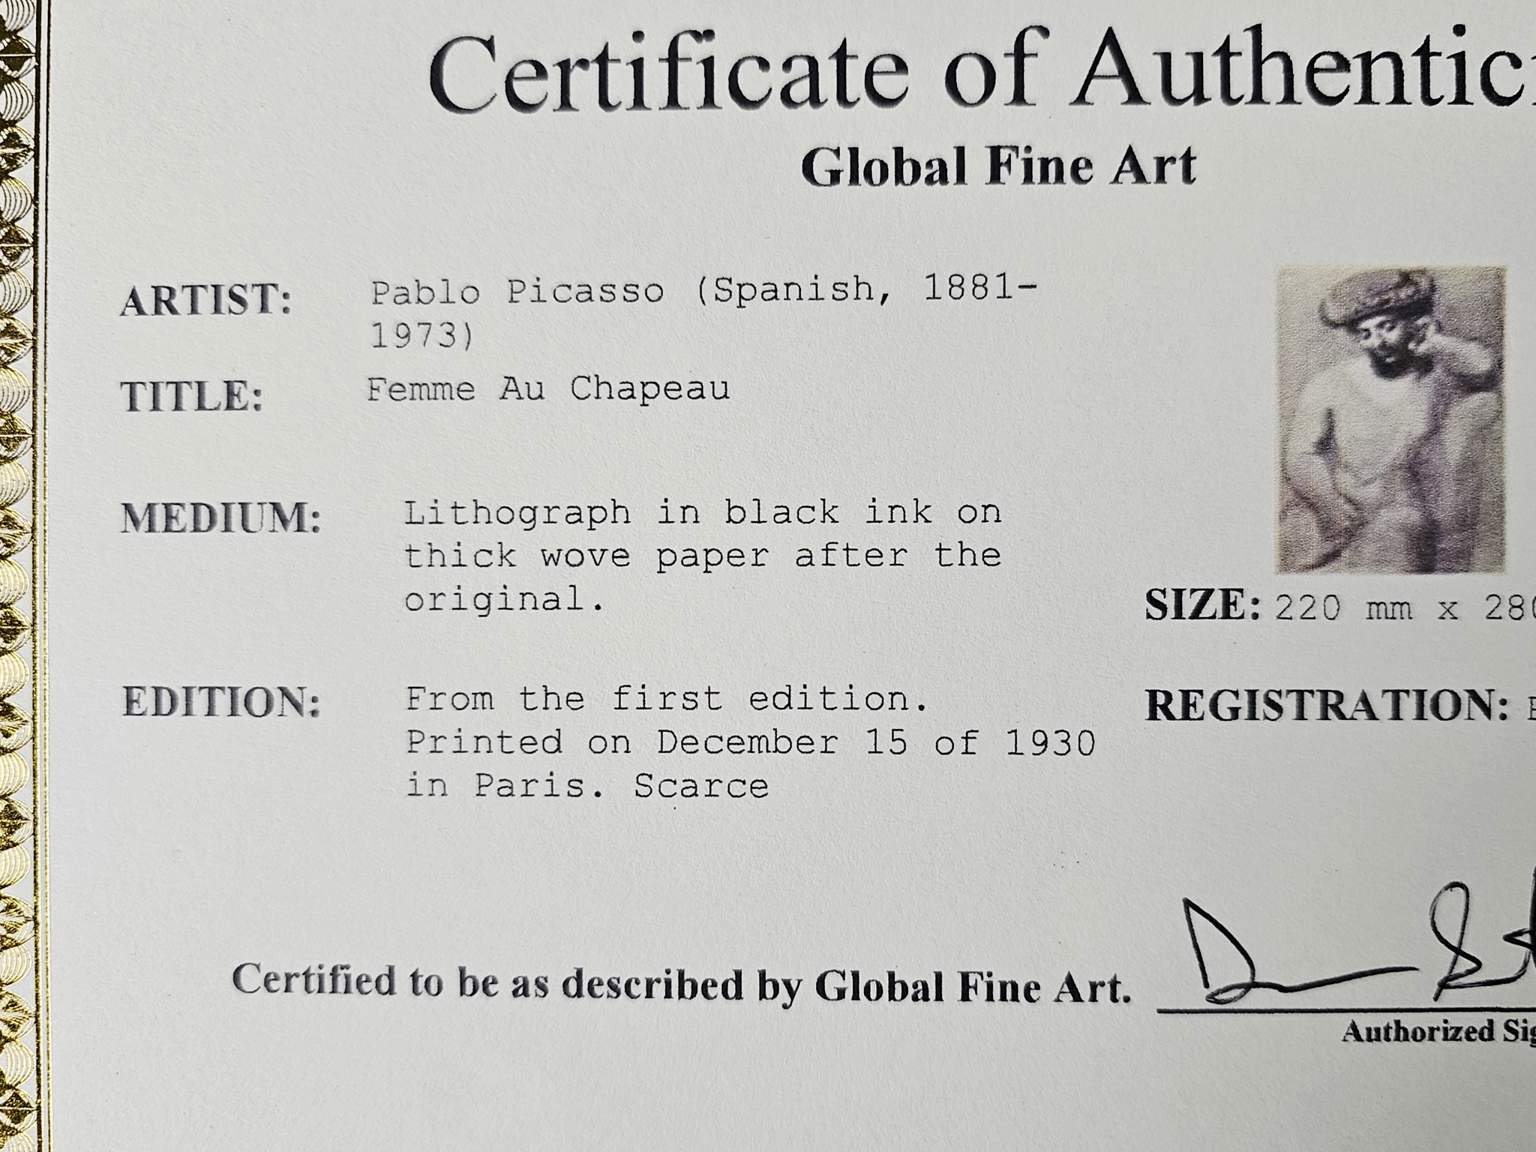 Certificate of Authentic
Global Fine Art
ARTIST: Pablo Picasso (Spanish, 1881-
1973)
TITLE: Femme Au Chapeau
MEDIUM: Lithograph in black ink on
thick wove paper after the
original.
SIZE: 220 mm x 28
EDITION: From the first edition.
Printed on December 15 of 1930
in Paris. Scarce
REGISTRATION:
Certified to be as described by Global Fine Art.
Authorized